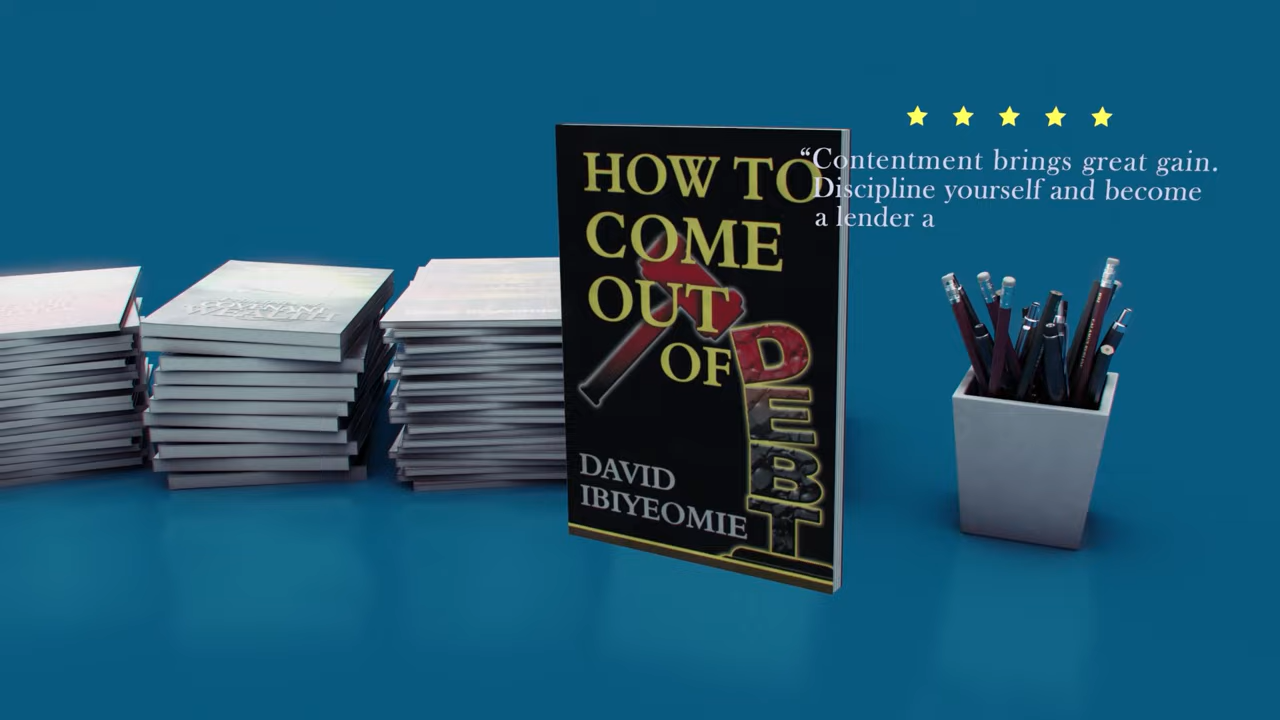 HOW TO
COME
OUT
OF
DEBT
DAVID
IBIYEOMIE
“Contentment brings great gain.
Discipline yourself and become
a lender a